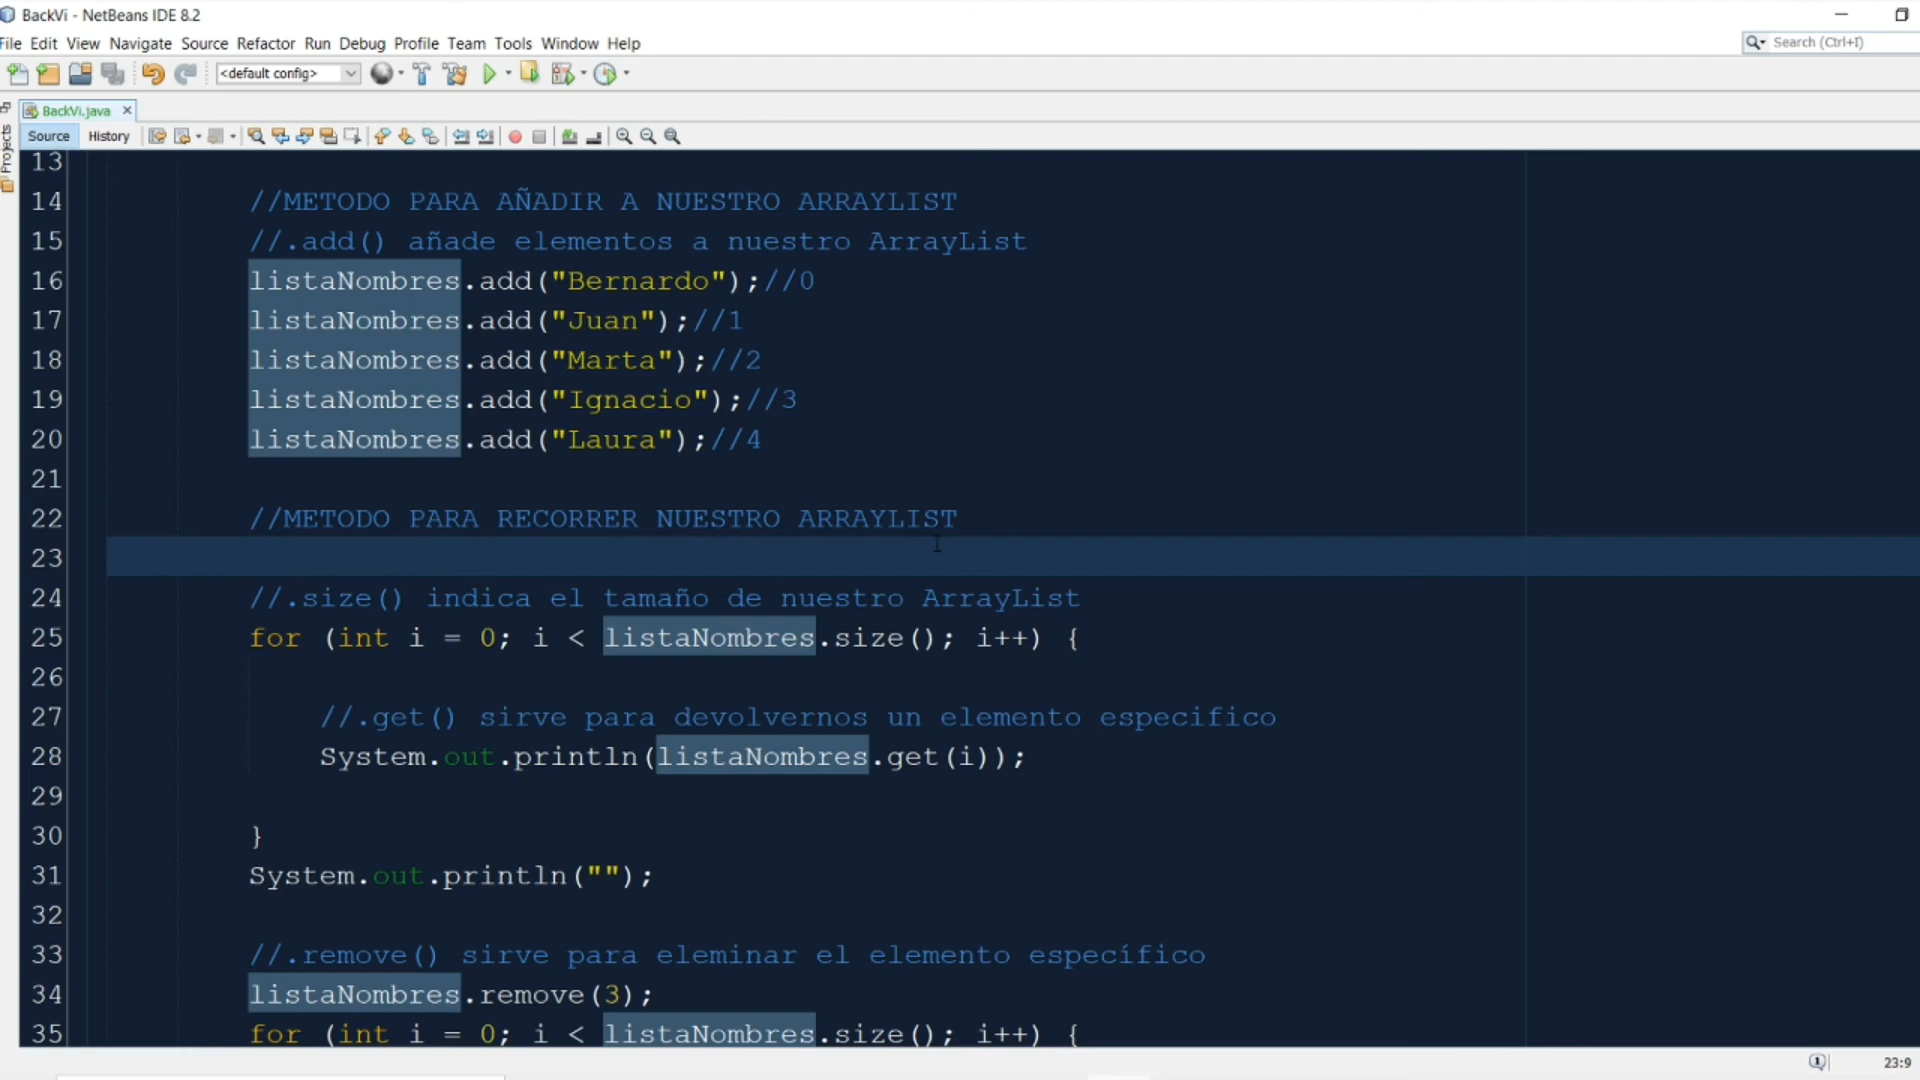 BackVi - NetBeans IDE 8.2
File Edit View Navigate Source Refactor Run Debug Profile Team Tools Window Help
Search (Ctrl+I)
<default config>
BackVi.java
Projects
Source History
13
14 //METODO PARA AÑADIR A NUESTRO ARRAYLIST
15 //.add() añade elementos a nuestro ArrayList
16 listaNombres.add("Bernardo");//0
17 listaNombres.add("Juan");//1
18 listaNombres.add("Marta");//2
19 listaNombres.add("Ignacio");//3
20 listaNombres.add("Laura");//4
21
22 //METODO PARA RECORRER NUESTRO ARRAYLIST
23
24 //.size() indica el tamaño de nuestro ArrayList
25 for (int i = 0; i < listaNombres.size(); i++) {
26
27 //.get() sirve para devolvernos un elemento especifico
28 System.out.println(listaNombres.get(i));
29
30 }
31 System.out.println("");
32
33 //.remove() sirve para eleminar el elemento específico
34 listaNombres.remove(3);
35 for (int i = 0; i < listaNombres.size(); i++) {
23:9